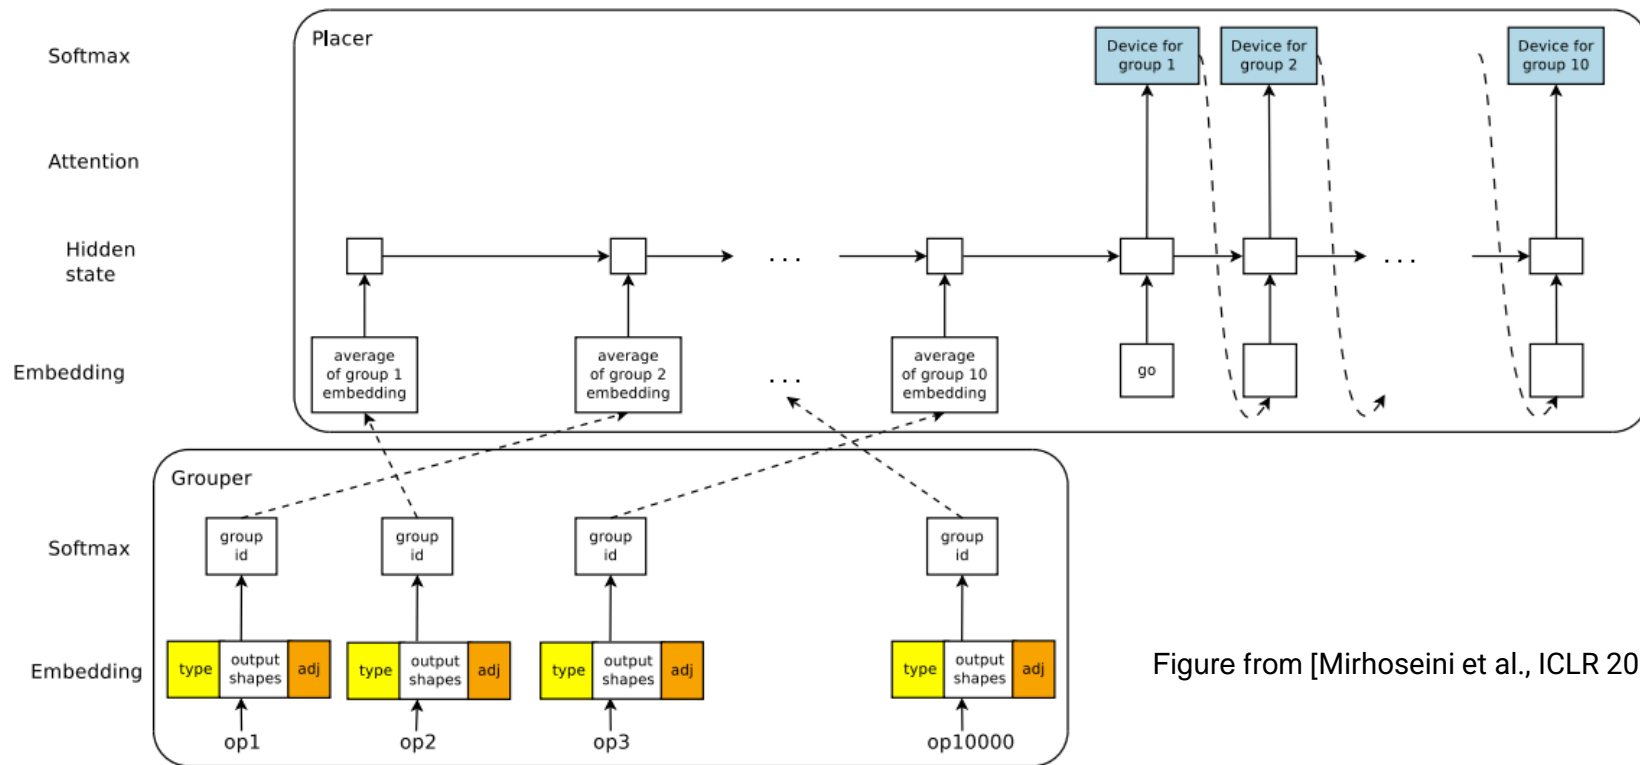 Softmax
Placer
Device for
group 1
Device for
group 2
Device for
group 10
Attention
Hidden
state
. . .
. . .
Embedding
average
of group 1
embedding
average
of group 2
embedding
. . .
average
of group 10
embedding
go
Grouper
Softmax
group
id
group
id
group
id
group
id
Embedding
type
output
shapes
adj
type
output
shapes
adj
type
output
shapes
adj
type
output
shapes
adj
op1
op2
op3
op10000
Figure from [Mirhoseini et al., ICLR 20